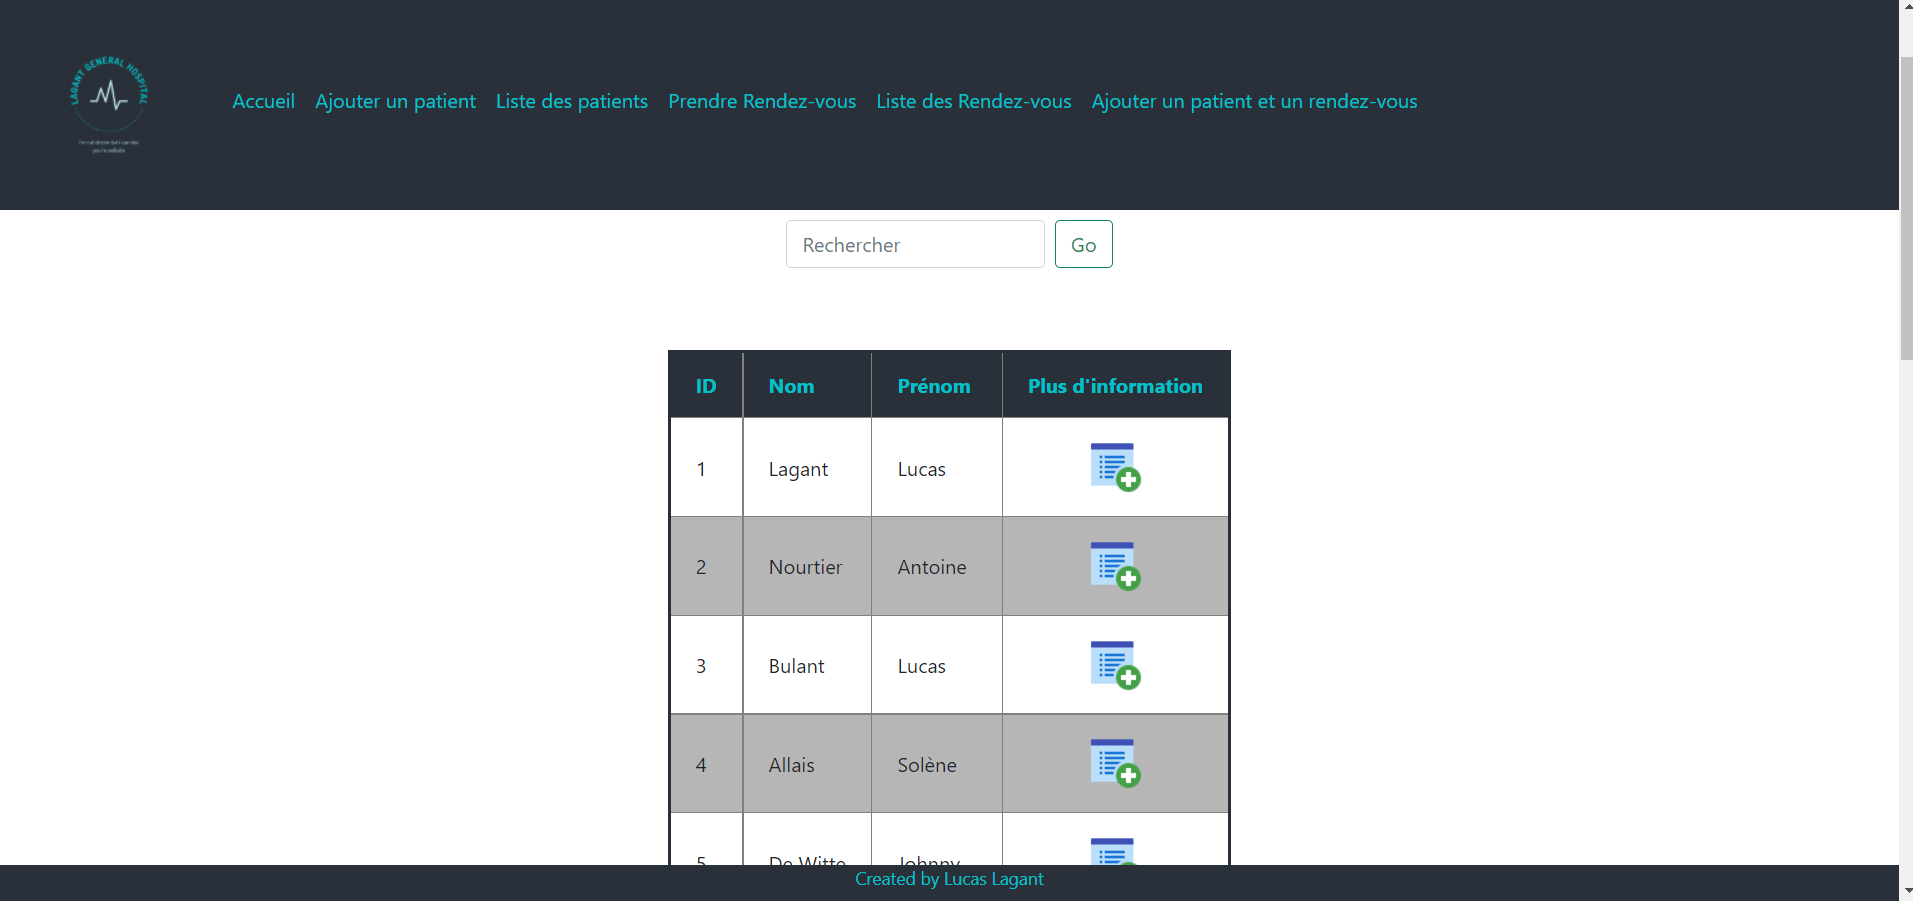 LAGANT GENERAL HOSPITAL
Accueil Ajouter un patient Liste des patients Prendre Rendez-vous Liste des Rendez-vous Ajouter un patient et un rendez-vous
Rechercher Go
ID Nom Prénom Plus d'information
1 Lagant Lucas
2 Nourtier Antoine
3 Bulant Lucas
4 Allais Solène
5 De Witte Johnny
Created by Lucas Lagant